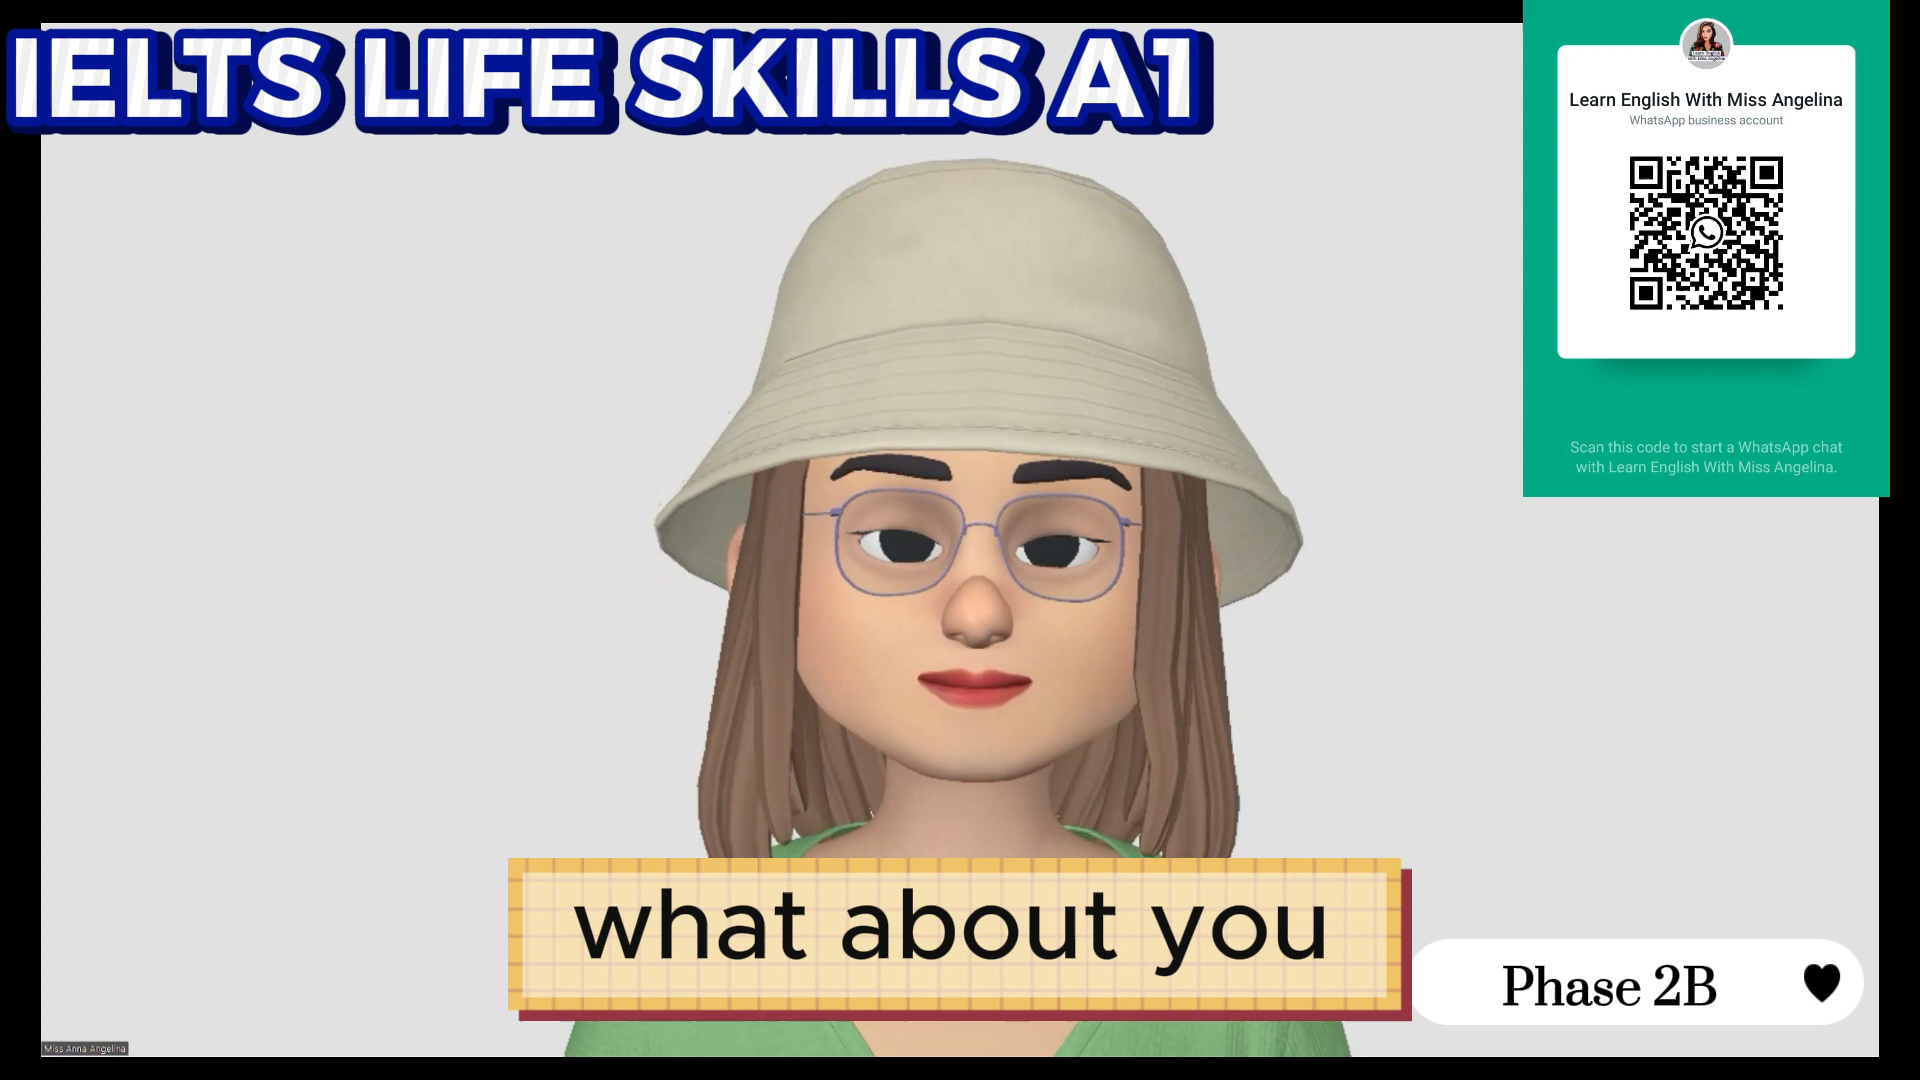 IELTS LIFE SKILLS A1
Learn English With Miss Angelina
WhatsApp business account
Scan this code to start a WhatsApp chat
with Learn English With Miss Angelina.
what about you
Phase 2B
Miss Anna Angelina